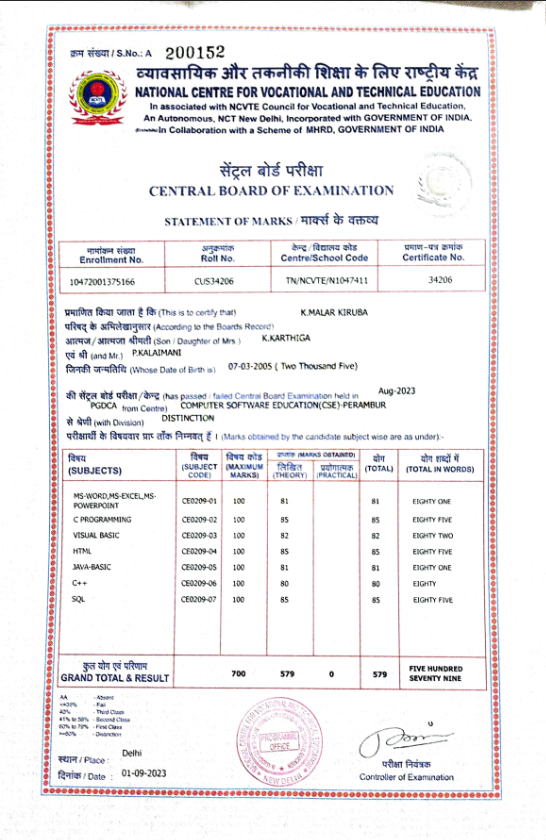 क्रम संख्या / S.No.: A 200152
व्यावसायिक और तकनीकी शिक्षा के लिए राष्ट्रीय केंद्र
NATIONAL CENTRE FOR VOCATIONAL AND TECHNICAL EDUCATION
In associated with NCVTE Council for Vocational and Technical Education,
An Autonomous, NCT New Delhi, Incorporated with GOVERNMENT OF INDIA.
In Collaboration with a Scheme of MHRD, GOVERNMENT OF INDIA
सेंट्रल बोर्ड परीक्षा
CENTRAL BOARD OF EXAMINATION
STATEMENT OF MARKS / मार्क्स के वक्तव्य
नामांकन संख्या अनुक्रमांक केन्द्र / विद्यालय कोड प्रमाण-पत्र क्रमांक
Enrollment No. Roll No. Centre/School Code Certificate No.
10472001375166 CUS34206 TN/NCVTE/N1047411 34206
प्रमाणित किया जाता है कि (This is to certify that) K.MALAR KIRUBA
परिषद् के अभिलेखानुसार (According to the Boards Record)
आत्मज / आत्मजा श्रीमती (Son / Daughter of Mrs.) K.KARTHIGA
एवं श्री (and Mr.) P.KALAIMANI
जिनकी जन्मतिथि (Whose Date of Birth is) 07-03-2005 ( Two Thousand Five)
की सेंट्रल बोर्ड परीक्षा / केन्द्र (has passed / failed Central Board Examination held in Aug-2023
PGDCA from Centre) COMPUTER SOFTWARE EDUCATION(CSE)-PERAMBUR
से श्रेणी (with Division) DISTINCTION
परीक्षार्थी के विषयवार प्राप्ताँक निम्नवत् हैं । (Marks obtained by the candidate subject wise are as under):-
विषय विषय विषय कोड प्राप्तांक (MARKS OBTAINED) योग योग शब्दों में
(SUBJECTS) (SUBJECT CODE) (MAXIMUM MARKS) लिखित (THEORY) प्रयोगात्मक (PRACTICAL) (TOTAL) (TOTAL IN WORDS)
MS-WORD,MS-EXCEL,MS-
POWERPOINT CE0209-01 100 81 81 EIGHTY ONE
C PROGRAMMING CE0209-02 100 85 85 EIGHTY FIVE
VISUAL BASIC CE0209-03 100 82 82 EIGHTY TWO
HTML CE0209-04 100 85 85 EIGHTY FIVE
JAVA-BASIC CE0209-05 100 81 81 EIGHTY ONE
C++ CE0209-06 100 80 80 EIGHTY
SQL CE0209-07 100 85 85 EIGHTY FIVE
कुल योग एवं परिणाम
GRAND TOTAL & RESULT 700 579 0 579 FIVE HUNDRED SEVENTY NINE
AA - Absent
- Fail
40% - Third Class
41% to 59% - Second Class
60% to 79% - First Class
>=80% - Distinction
स्थान / Place : Delhi
दिनांक / Date : 01-09-2023
PROGRAMME
OFFICE
NEW DELHI
परीक्षा नियंत्रक
Controller of Examination